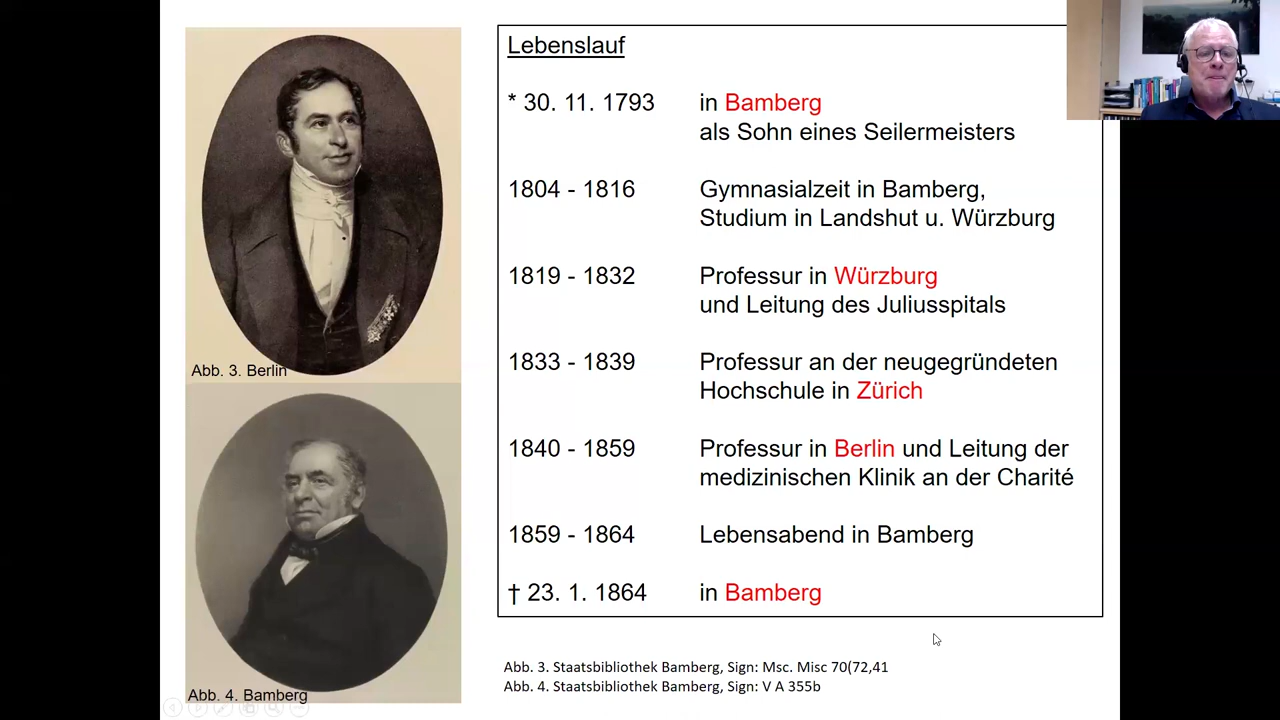 Lebenslauf
* 30. 11. 1793 in Bamberg
als Sohn eines Seilermeisters
1804 - 1816 Gymnasialzeit in Bamberg,
Studium in Landshut u. Würzburg
1819 - 1832 Professur in Würzburg
und Leitung des Juliusspitals
1833 - 1839 Professur an der neugegründeten
Hochschule in Zürich
1840 - 1859 Professur in Berlin und Leitung der
medizinischen Klinik an der Charité
1859 - 1864 Lebensabend in Bamberg
† 23. 1. 1864 in Bamberg
Abb. 3. Berlin
Abb. 4. Bamberg
Abb. 3. Staatsbibliothek Bamberg, Sign: Msc. Misc 70(72,41
Abb. 4. Staatsbibliothek Bamberg, Sign: V A 355b